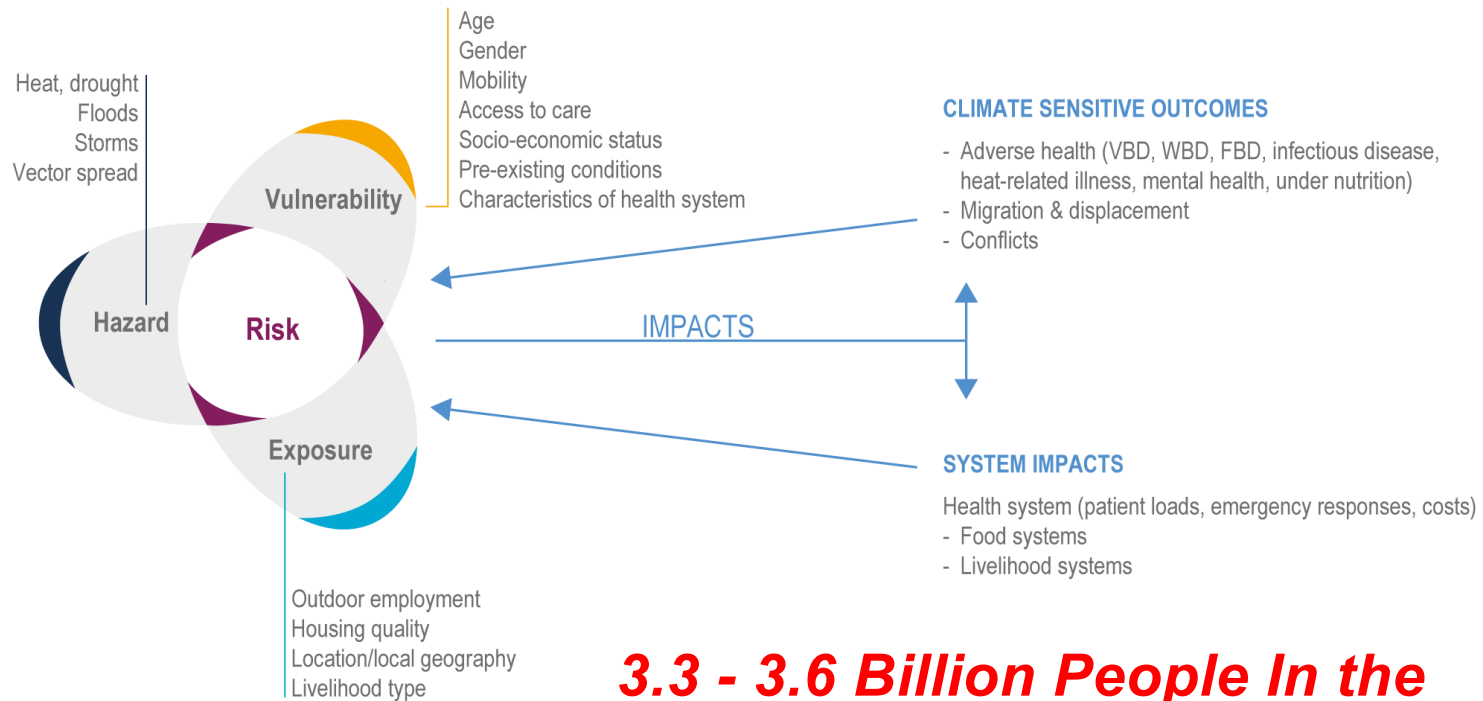 Age
Gender
Mobility
Access to care
Socio-economic status
Pre-existing conditions
Characteristics of health system
Heat, drought
Floods
Storms
Vector spread
Vulnerability
Hazard
Risk
Exposure
Outdoor employment
Housing quality
Location/local geography
Livelihood type
IMPACTS
CLIMATE SENSITIVE OUTCOMES
- Adverse health (VBD, WBD, FBD, infectious disease,
heat-related illness, mental health, under nutrition)
- Migration & displacement
- Conflicts
SYSTEM IMPACTS
Health system (patient loads, emergency responses, costs)
- Food systems
- Livelihood systems
3.3 - 3.6 Billion People In the